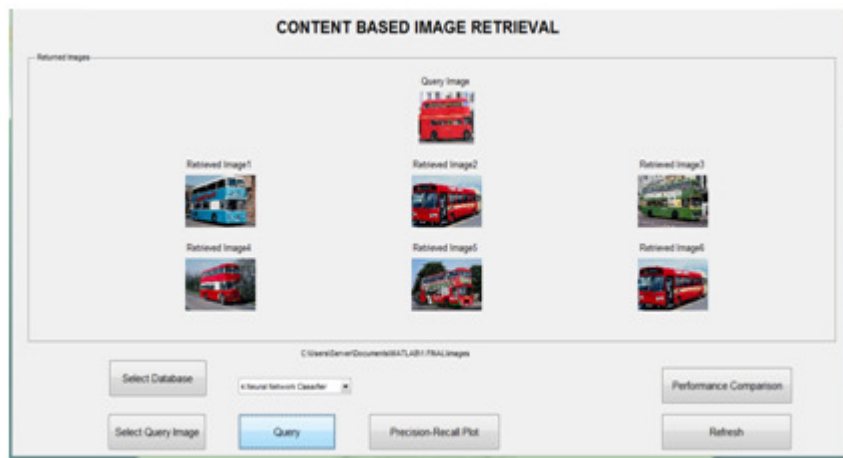 CONTENT BASED IMAGE RETRIEVAL
Returned Images
Query Image
Retrieved Image1
Retrieved Image2
Retrieved Image3
Retrieved Image4
Retrieved Image5
Retrieved Image6
C:\Users\Server\Documents\MATLAB\1 FINAL\images
Select Database
4.Neural Network Classifier
Performance Comparison
Select Query Image
Query
Precision-Recall Plot
Refresh